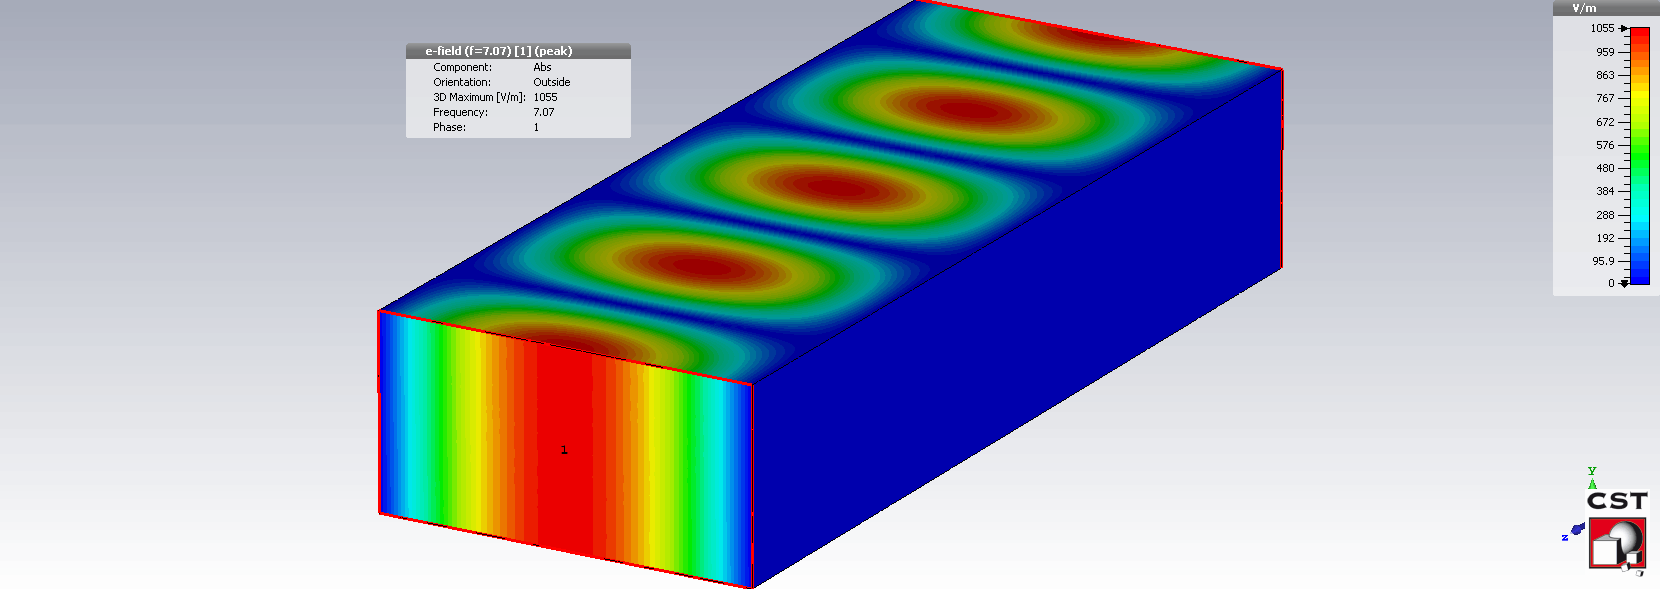 e-field (f=7.07) [1] (peak)
Component: Abs
Orientation: Outside
3D Maximum [V/m]: 1055
Frequency: 7.07
Phase: 1
V/m
1055
959
863
767
672
576
480
384
288
192
95.9
0
1
Y
z
CST